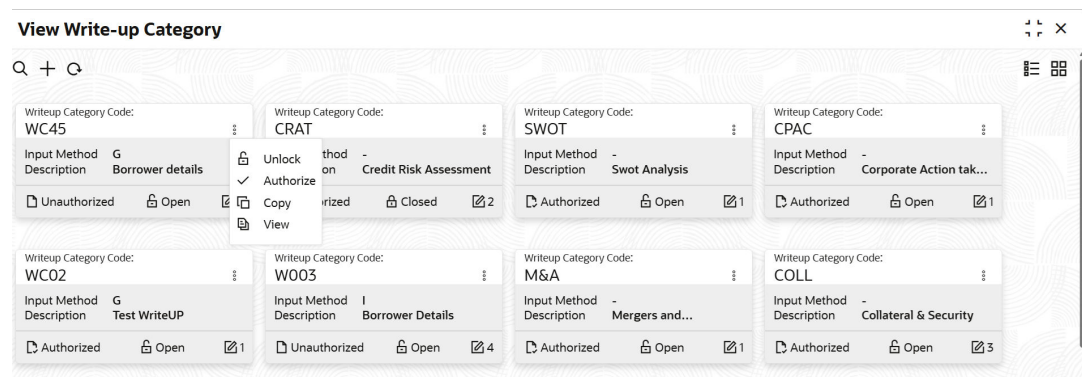 View Write-up Category
Writeup Category Code:
WC45
Input Method G
Description Borrower details
Unauthorized Open
Unlock
Authorize
Copy
View
Writeup Category Code:
CRAT
thod -
on Credit Risk Assessment
rized Closed 2
Writeup Category Code:
SWOT
Input Method -
Description Swot Analysis
Authorized Open 1
Writeup Category Code:
CPAC
Input Method -
Description Corporate Action tak...
Authorized Open 1
Writeup Category Code:
WC02
Input Method G
Description Test WriteUP
Authorized Open 1
Writeup Category Code:
W003
Input Method I
Description Borrower Details
Unauthorized Open 4
Writeup Category Code:
M&A
Input Method -
Description Mergers and...
Authorized Open 1
Writeup Category Code:
COLL
Input Method -
Description Collateral & Security
Authorized Open 3